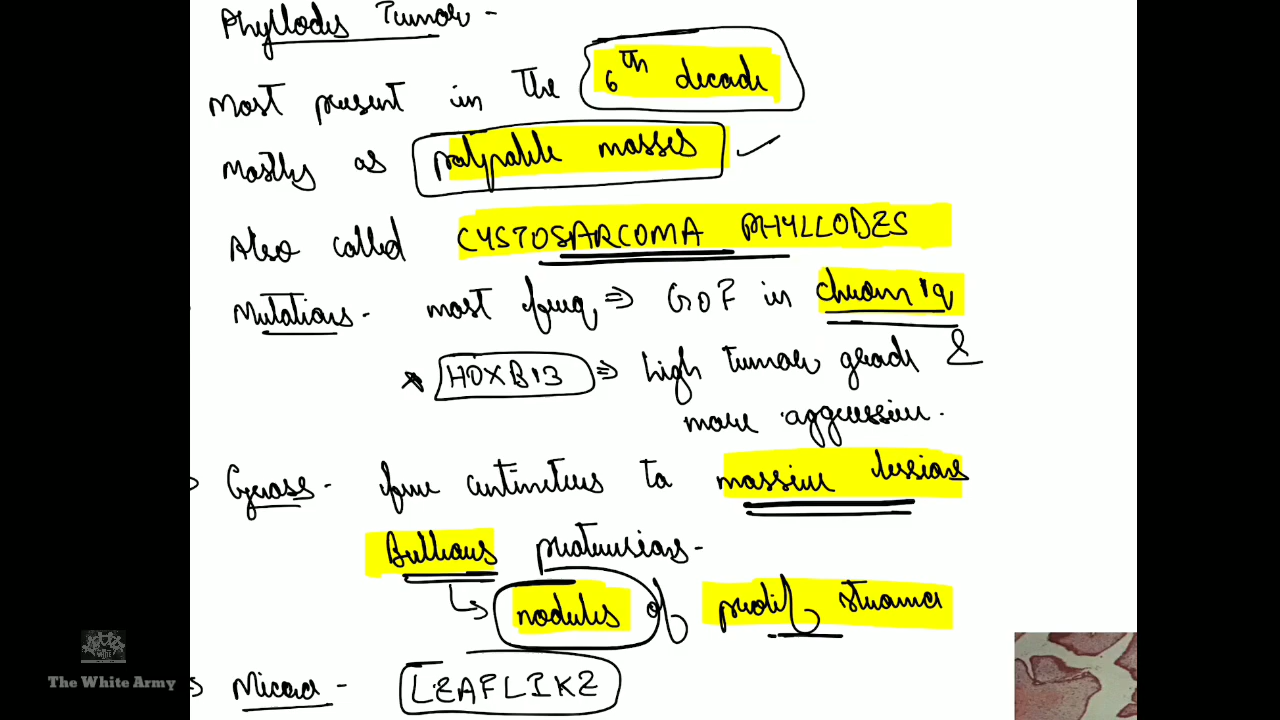 Phyllodes Tumor -
Most present in the 6th decade
Mostly as palpable masses ✓
Also called CYSTOSARCOMA PHYLLODES
Mutations - most freq ⇒ GOF in chrom 1q
* HOXB13 ⇒ high tumor grade &
more aggressive.
Gross - few centimeters to massive lesions
Bulbous protrusions -
↳ nodules of prolif stroma
Micro - LEAFLIKE
The White Army